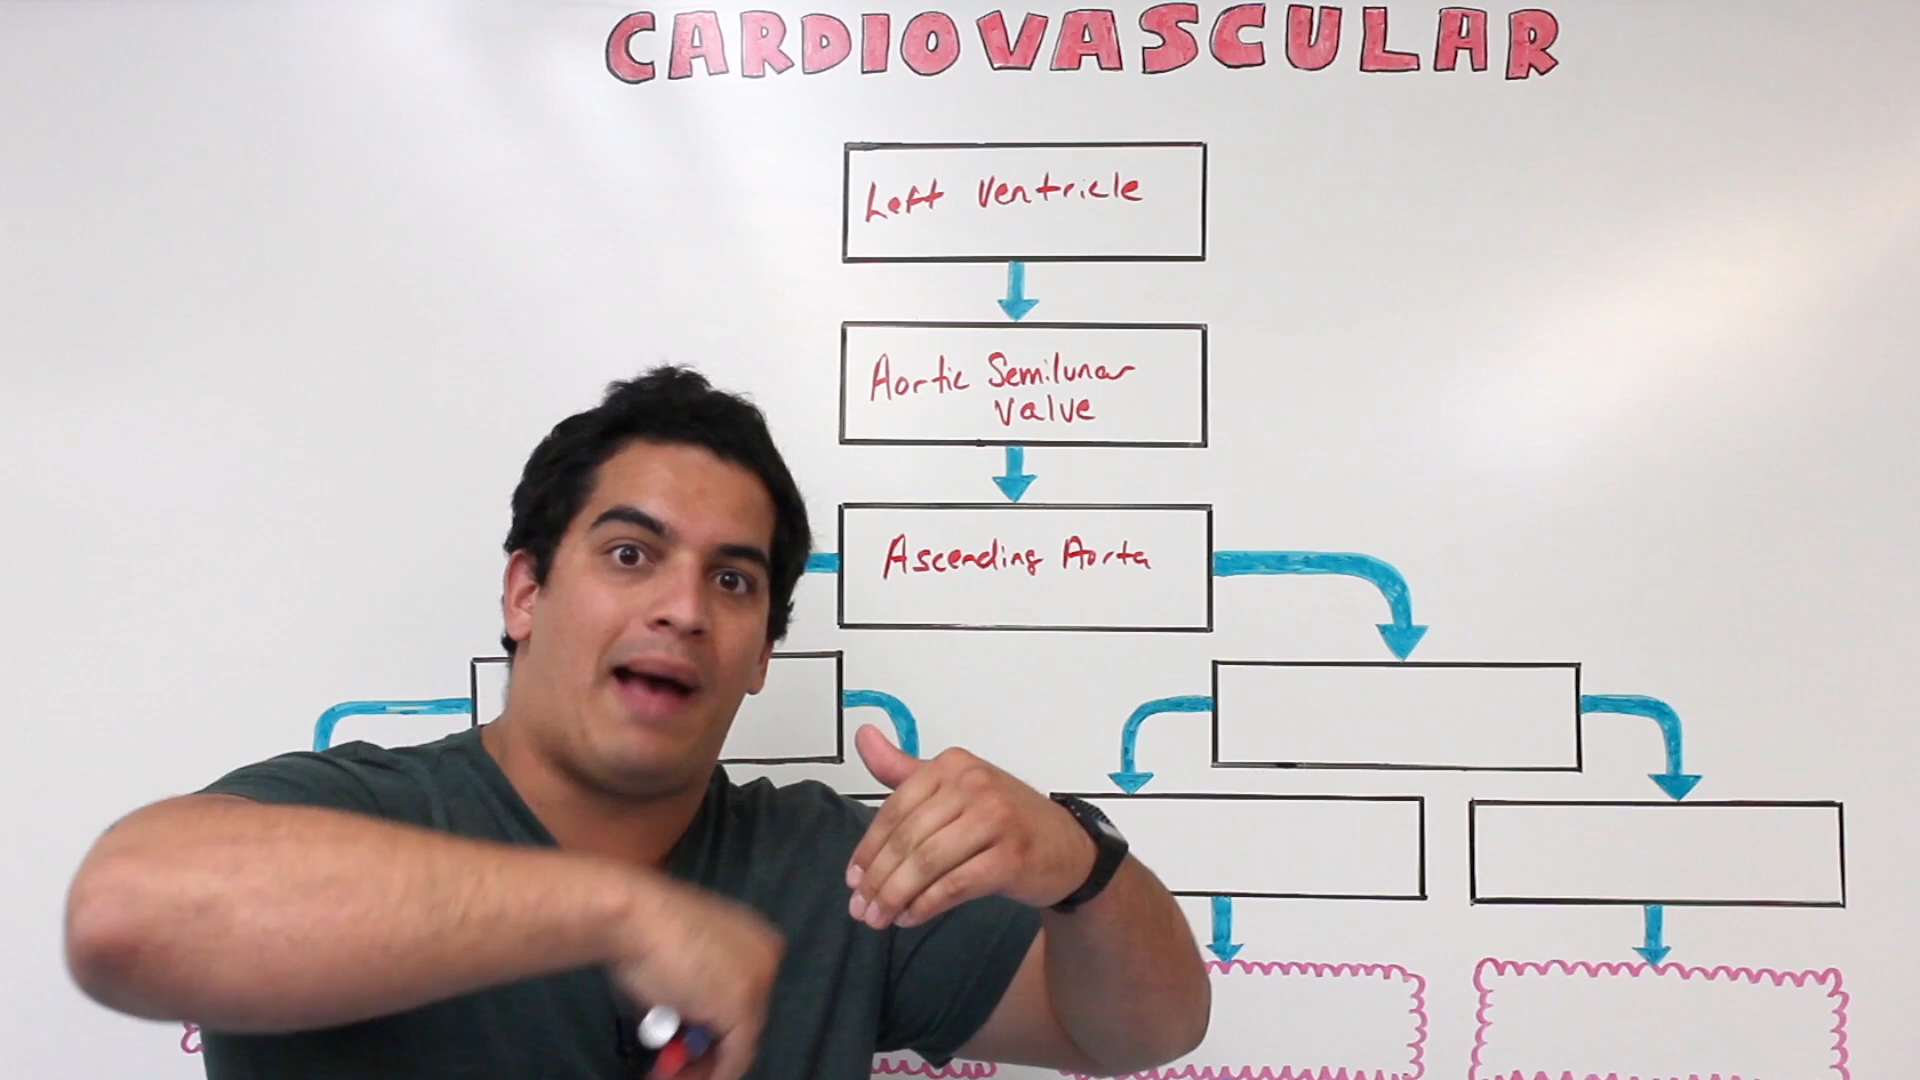 CARDIOVASCULAR
Left Ventricle
Aortic Semilunar
Valve
Ascending Aorta